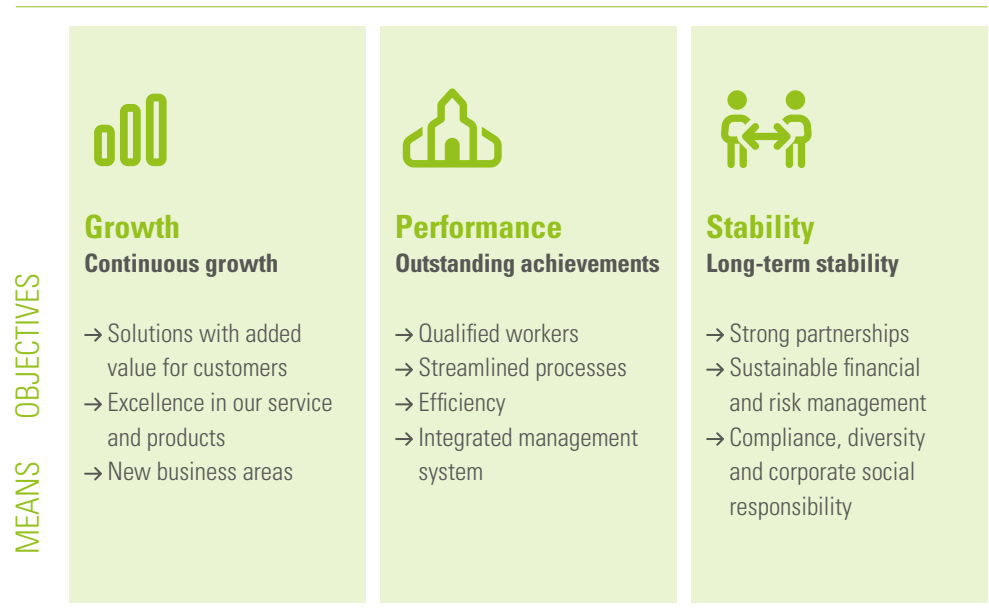 OBJECTIVES
MEANS
Growth
Continuous growth
→ Solutions with added
value for customers
→ Excellence in our service
and products
→ New business areas
Performance
Outstanding achievements
→ Qualified workers
→ Streamlined processes
→ Efficiency
→ Integrated management
system
Stability
Long-term stability
→ Strong partnerships
→ Sustainable financial
and risk management
→ Compliance, diversity
and corporate social
responsibility